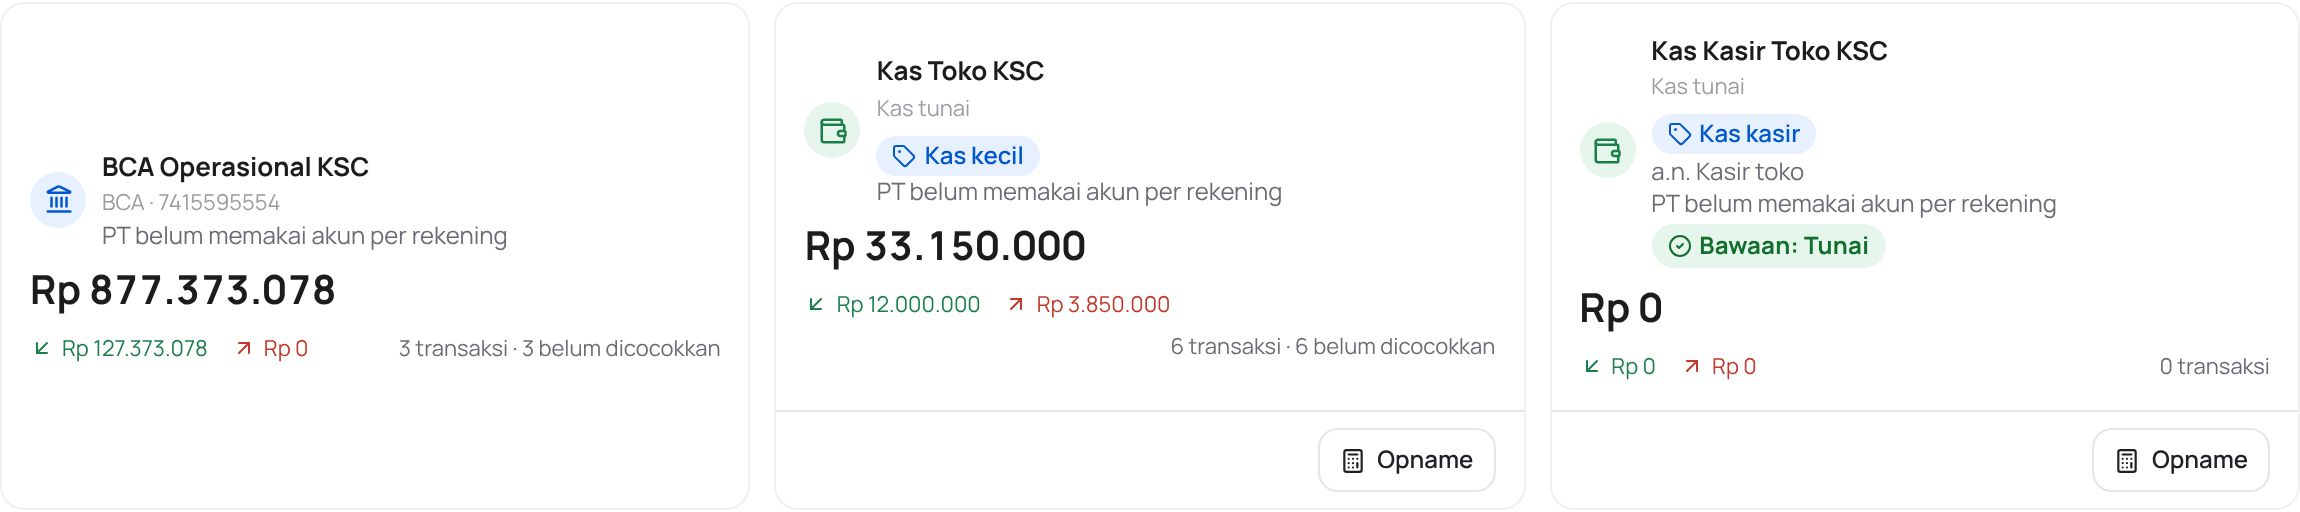 BCA Operasional KSC
BCA · 7415595554
PT belum memakai akun per rekening
Rp 877.373.078
Rp 127.373.078 Rp 0 3 transaksi · 3 belum dicocokkan
Kas Toko KSC
Kas tunai
Kas kecil
PT belum memakai akun per rekening
Rp 33.150.000
Rp 12.000.000 Rp 3.850.000
6 transaksi · 6 belum dicocokkan
Opname
Kas Kasir Toko KSC
Kas tunai
Kas kasir
a.n. Kasir toko
PT belum memakai akun per rekening
Bawaan: Tunai
Rp 0
Rp 0 Rp 0 0 transaksi
Opname